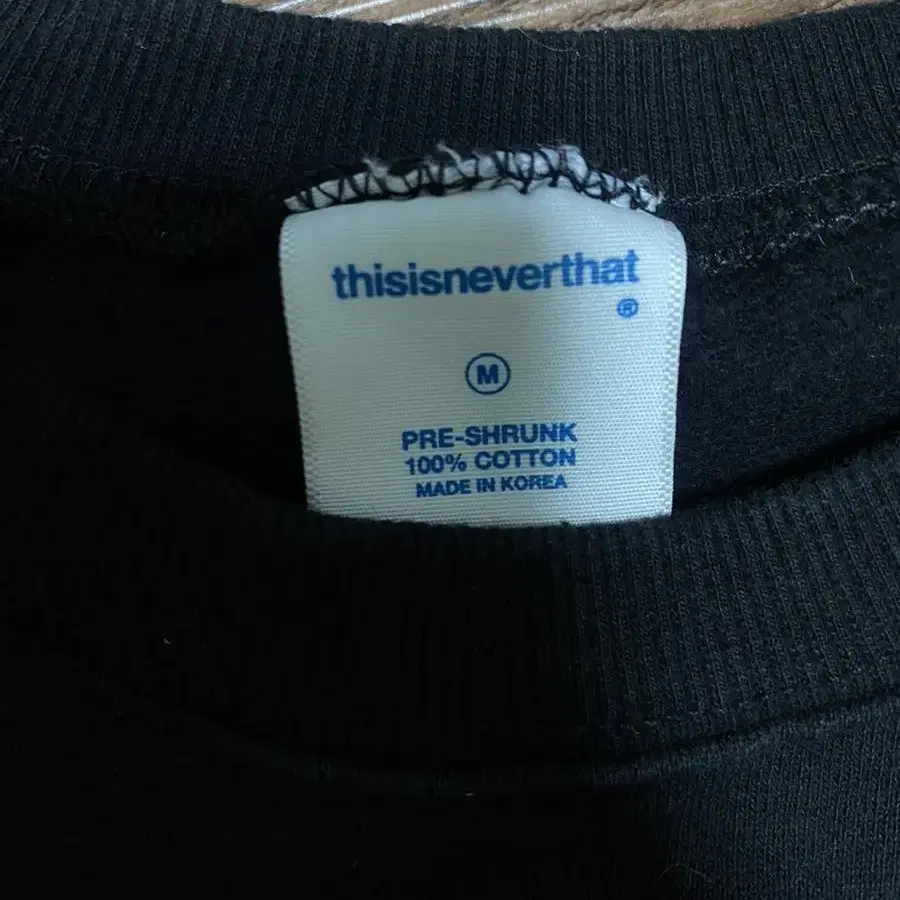 thisisneverthat
®
M
PRE-SHRUNK
100% COTTON
MADE IN KOREA